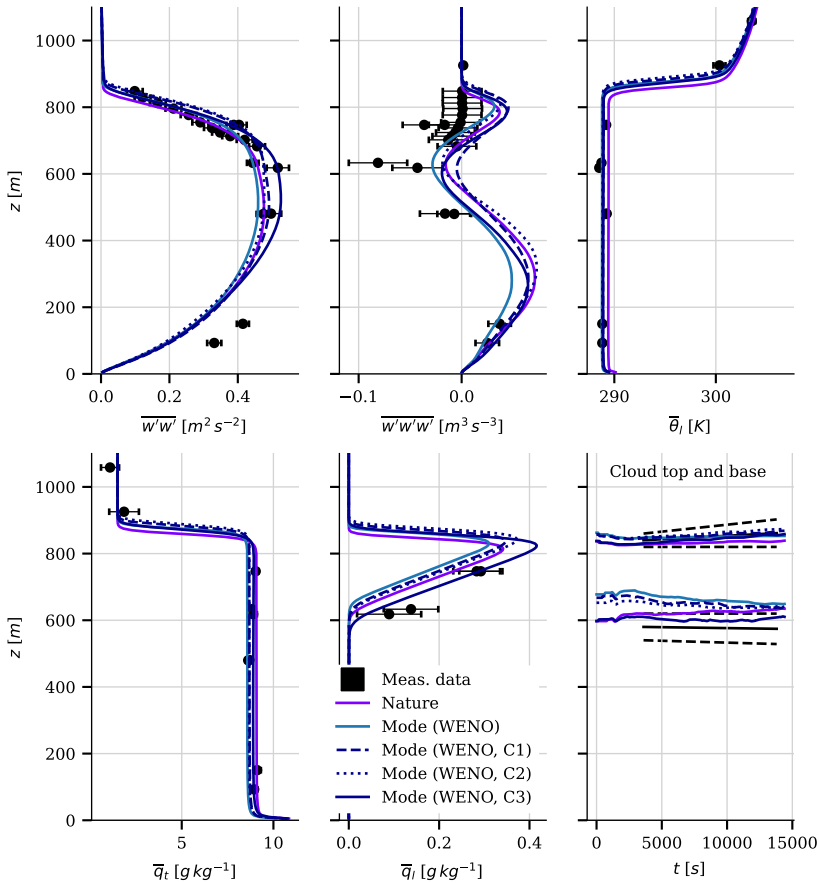 1000
800
600
400
200
0
z [m]
0.0 0.2 0.4
w′w′ [m² s⁻²]
−0.1 0.0
w′w′w′ [m³ s⁻³]
290 300
θ̅ₗ [K]
1000
800
600
400
200
0
z [m]
5 10
q̅ₜ [g kg⁻¹]
0.0 0.2 0.4
q̅ₗ [g kg⁻¹]
Meas. data
Nature
Mode (WENO)
Mode (WENO, C1)
Mode (WENO, C2)
Mode (WENO, C3)
Cloud top and base
0 5000 10000 15000
t [s]